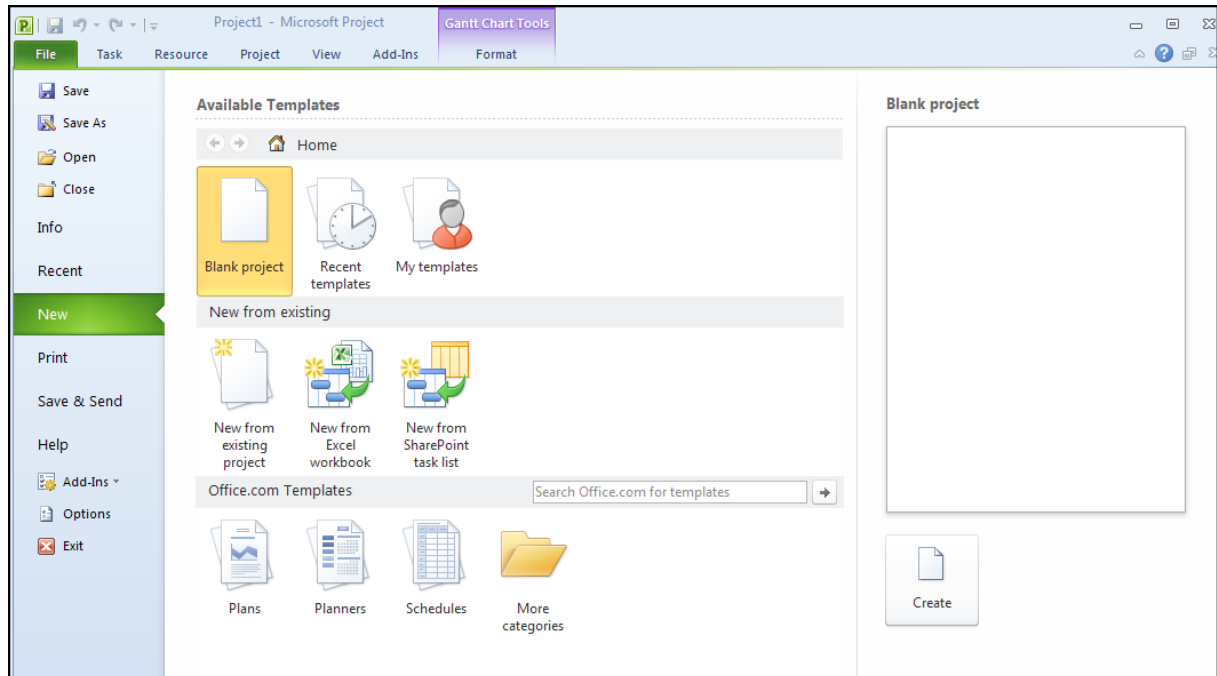 Project1 - Microsoft Project
Gantt Chart Tools
File Task Resource Project View Add-Ins Format
Save
Save As
Open
Close
Info
Recent
New
Print
Save & Send
Help
Add-Ins
Options
Exit
Available Templates
Home
Blank project
Recent
templates
My templates
New from existing
New from
existing
project
New from
Excel
workbook
New from
SharePoint
task list
Office.com Templates
Search Office.com for templates
Plans
Planners
Schedules
More
categories
Blank project
Create